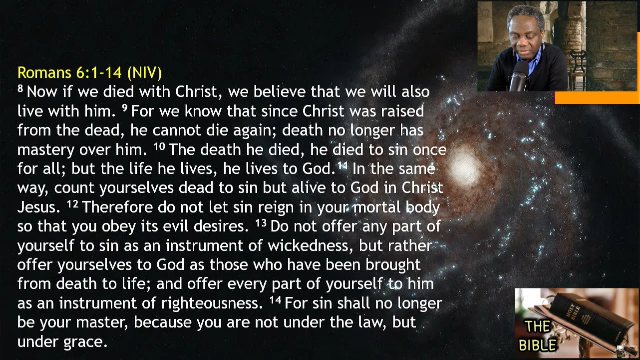 Romans 6:1-14 (NIV)
8 Now if we died with Christ, we believe that we will also
live with him. 9 For we know that since Christ was raised
from the dead, he cannot die again; death no longer has
mastery over him. 10 The death he died, he died to sin once
for all; but the life he lives, he lives to God.11 In the same
way, count yourselves dead to sin but alive to God in Christ
Jesus. 12 Therefore do not let sin reign in your mortal body
so that you obey its evil desires. 13 Do not offer any part of
yourself to sin as an instrument of wickedness, but rather
offer yourselves to God as those who have been brought
from death to life; and offer every part of yourself to him
as an instrument of righteousness. 14 For sin shall no longer
be your master, because you are not under the law, but
under grace.
THE
BIBLE
HOLY BIBLE